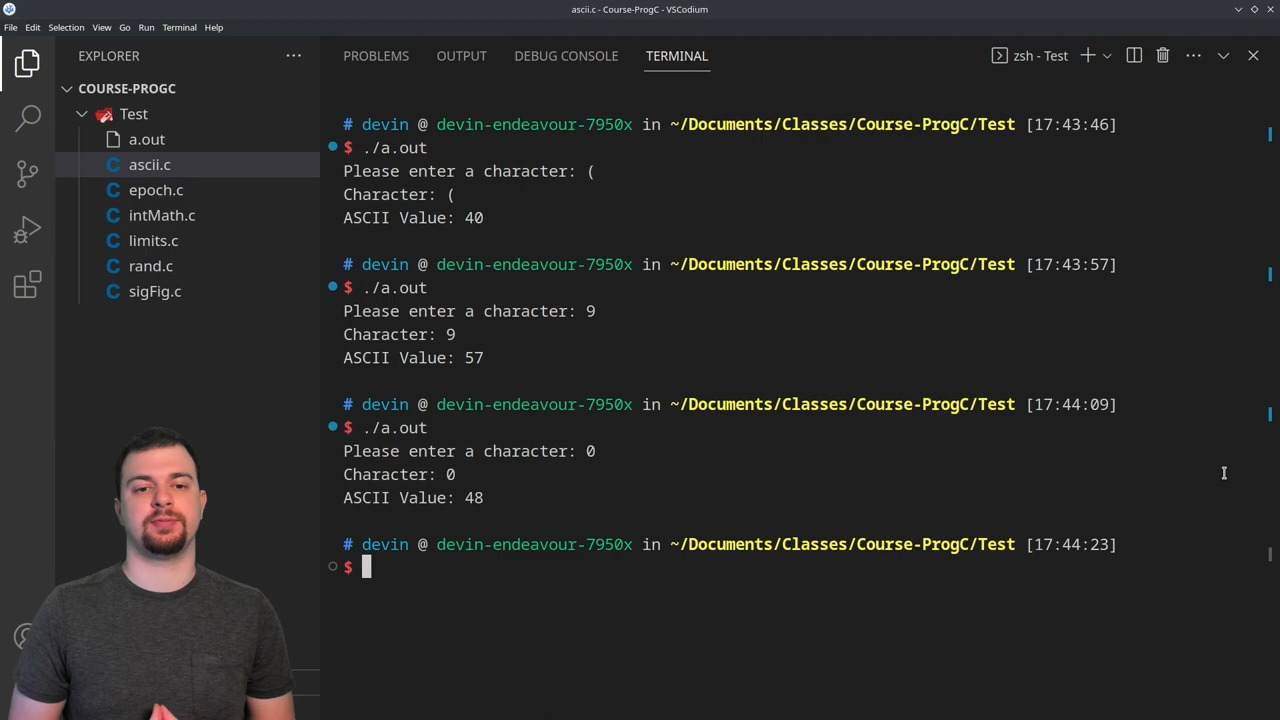 ascii.c - Course-ProgC - VSCodium
File Edit Selection View Go Run Terminal Help
EXPLORER
COURSE-PROGC
Test
a.out
C ascii.c
C epoch.c
C intMath.c
C limits.c
C rand.c
C sigFig.c
PROBLEMS OUTPUT DEBUG CONSOLE TERMINAL
zsh - Test
# devin @ devin-endeavour-7950x in ~/Documents/Classes/Course-ProgC/Test [17:43:46]
$ ./a.out
Please enter a character: (
Character: (
ASCII Value: 40
# devin @ devin-endeavour-7950x in ~/Documents/Classes/Course-ProgC/Test [17:43:57]
$ ./a.out
Please enter a character: 9
Character: 9
ASCII Value: 57
# devin @ devin-endeavour-7950x in ~/Documents/Classes/Course-ProgC/Test [17:44:09]
$ ./a.out
Please enter a character: 0
Character: 0
ASCII Value: 48
# devin @ devin-endeavour-7950x in ~/Documents/Classes/Course-ProgC/Test [17:44:23]
$